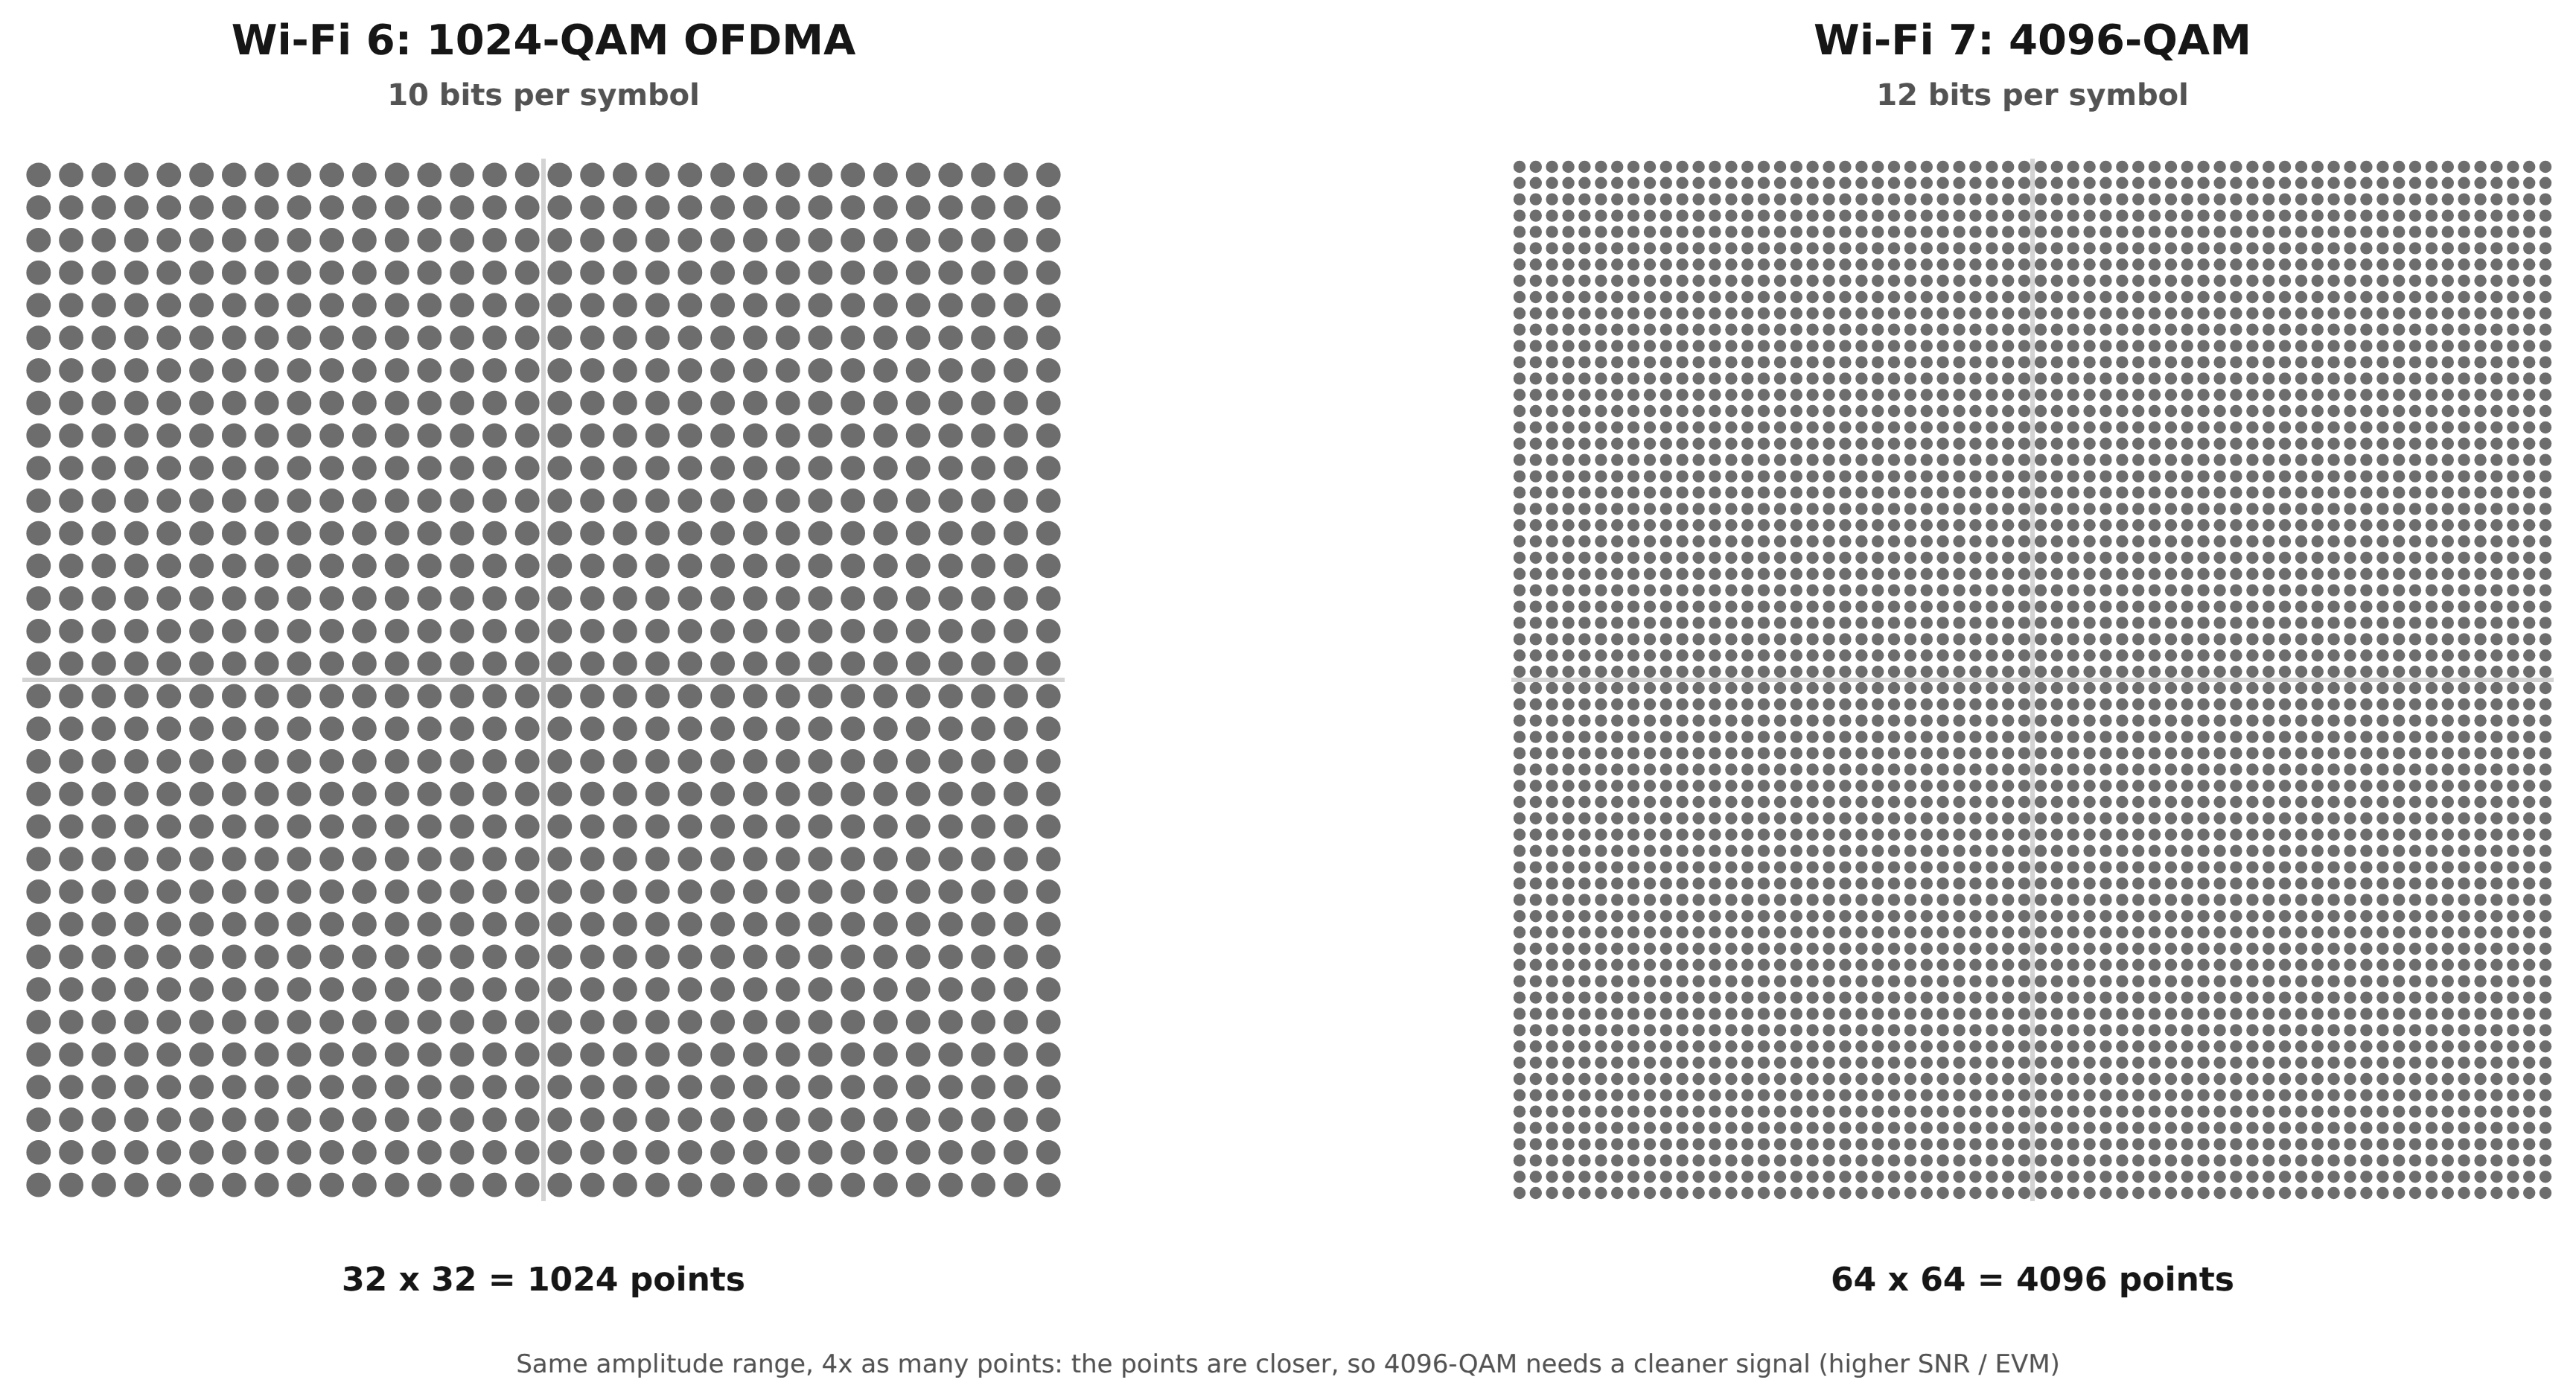 Wi-Fi 6: 1024-QAM OFDMA
10 bits per symbol
Wi-Fi 7: 4096-QAM
12 bits per symbol
32 x 32 = 1024 points
64 x 64 = 4096 points
Same amplitude range, 4x as many points: the points are closer, so 4096-QAM needs a cleaner signal (higher SNR / EVM)